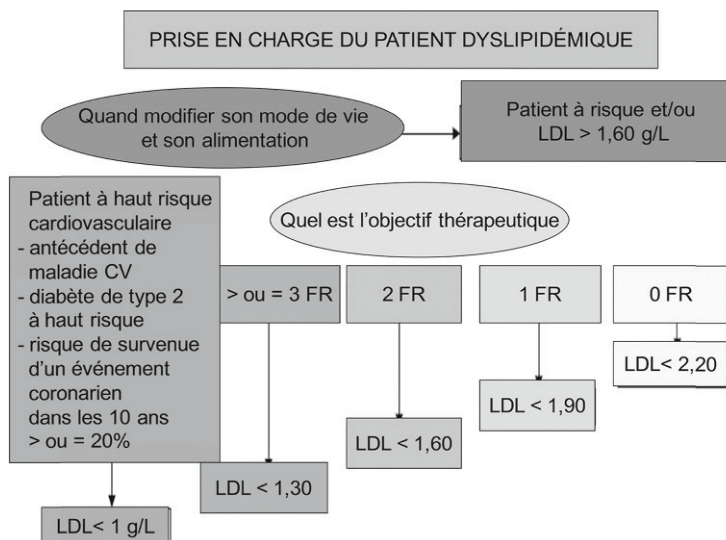 PRISE EN CHARGE DU PATIENT DYSLIPIDÉMIQUE
Quand modifier son mode de vie
et son alimentation
Patient à risque et/ou
LDL > 1,60 g/L
Patient à haut risque
cardiovasculaire
- antécédent de
maladie CV
- diabète de type 2
à haut risque
- risque de survenue
d'un événement
coronarien
dans les 10 ans
> ou = 20%
Quel est l'objectif thérapeutique
> ou = 3 FR
2 FR
1 FR
0 FR
LDL< 2,20
LDL < 1,90
LDL < 1,60
LDL < 1,30
LDL< 1 g/L